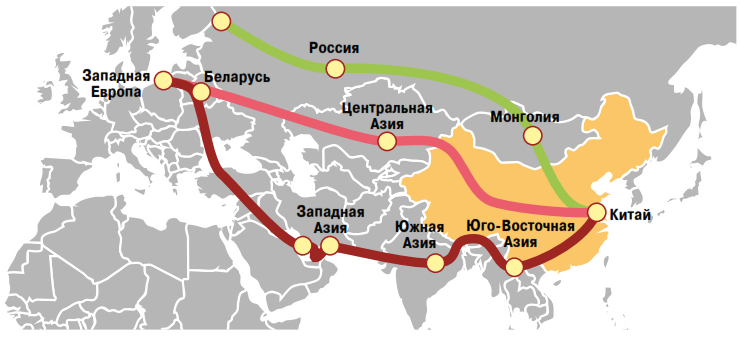 Россия
Западная
Европа
Беларусь
Центральная
Азия
Монголия
Западная
Азия
Южная
Азия
Юго-Восточная
Азия
Китай